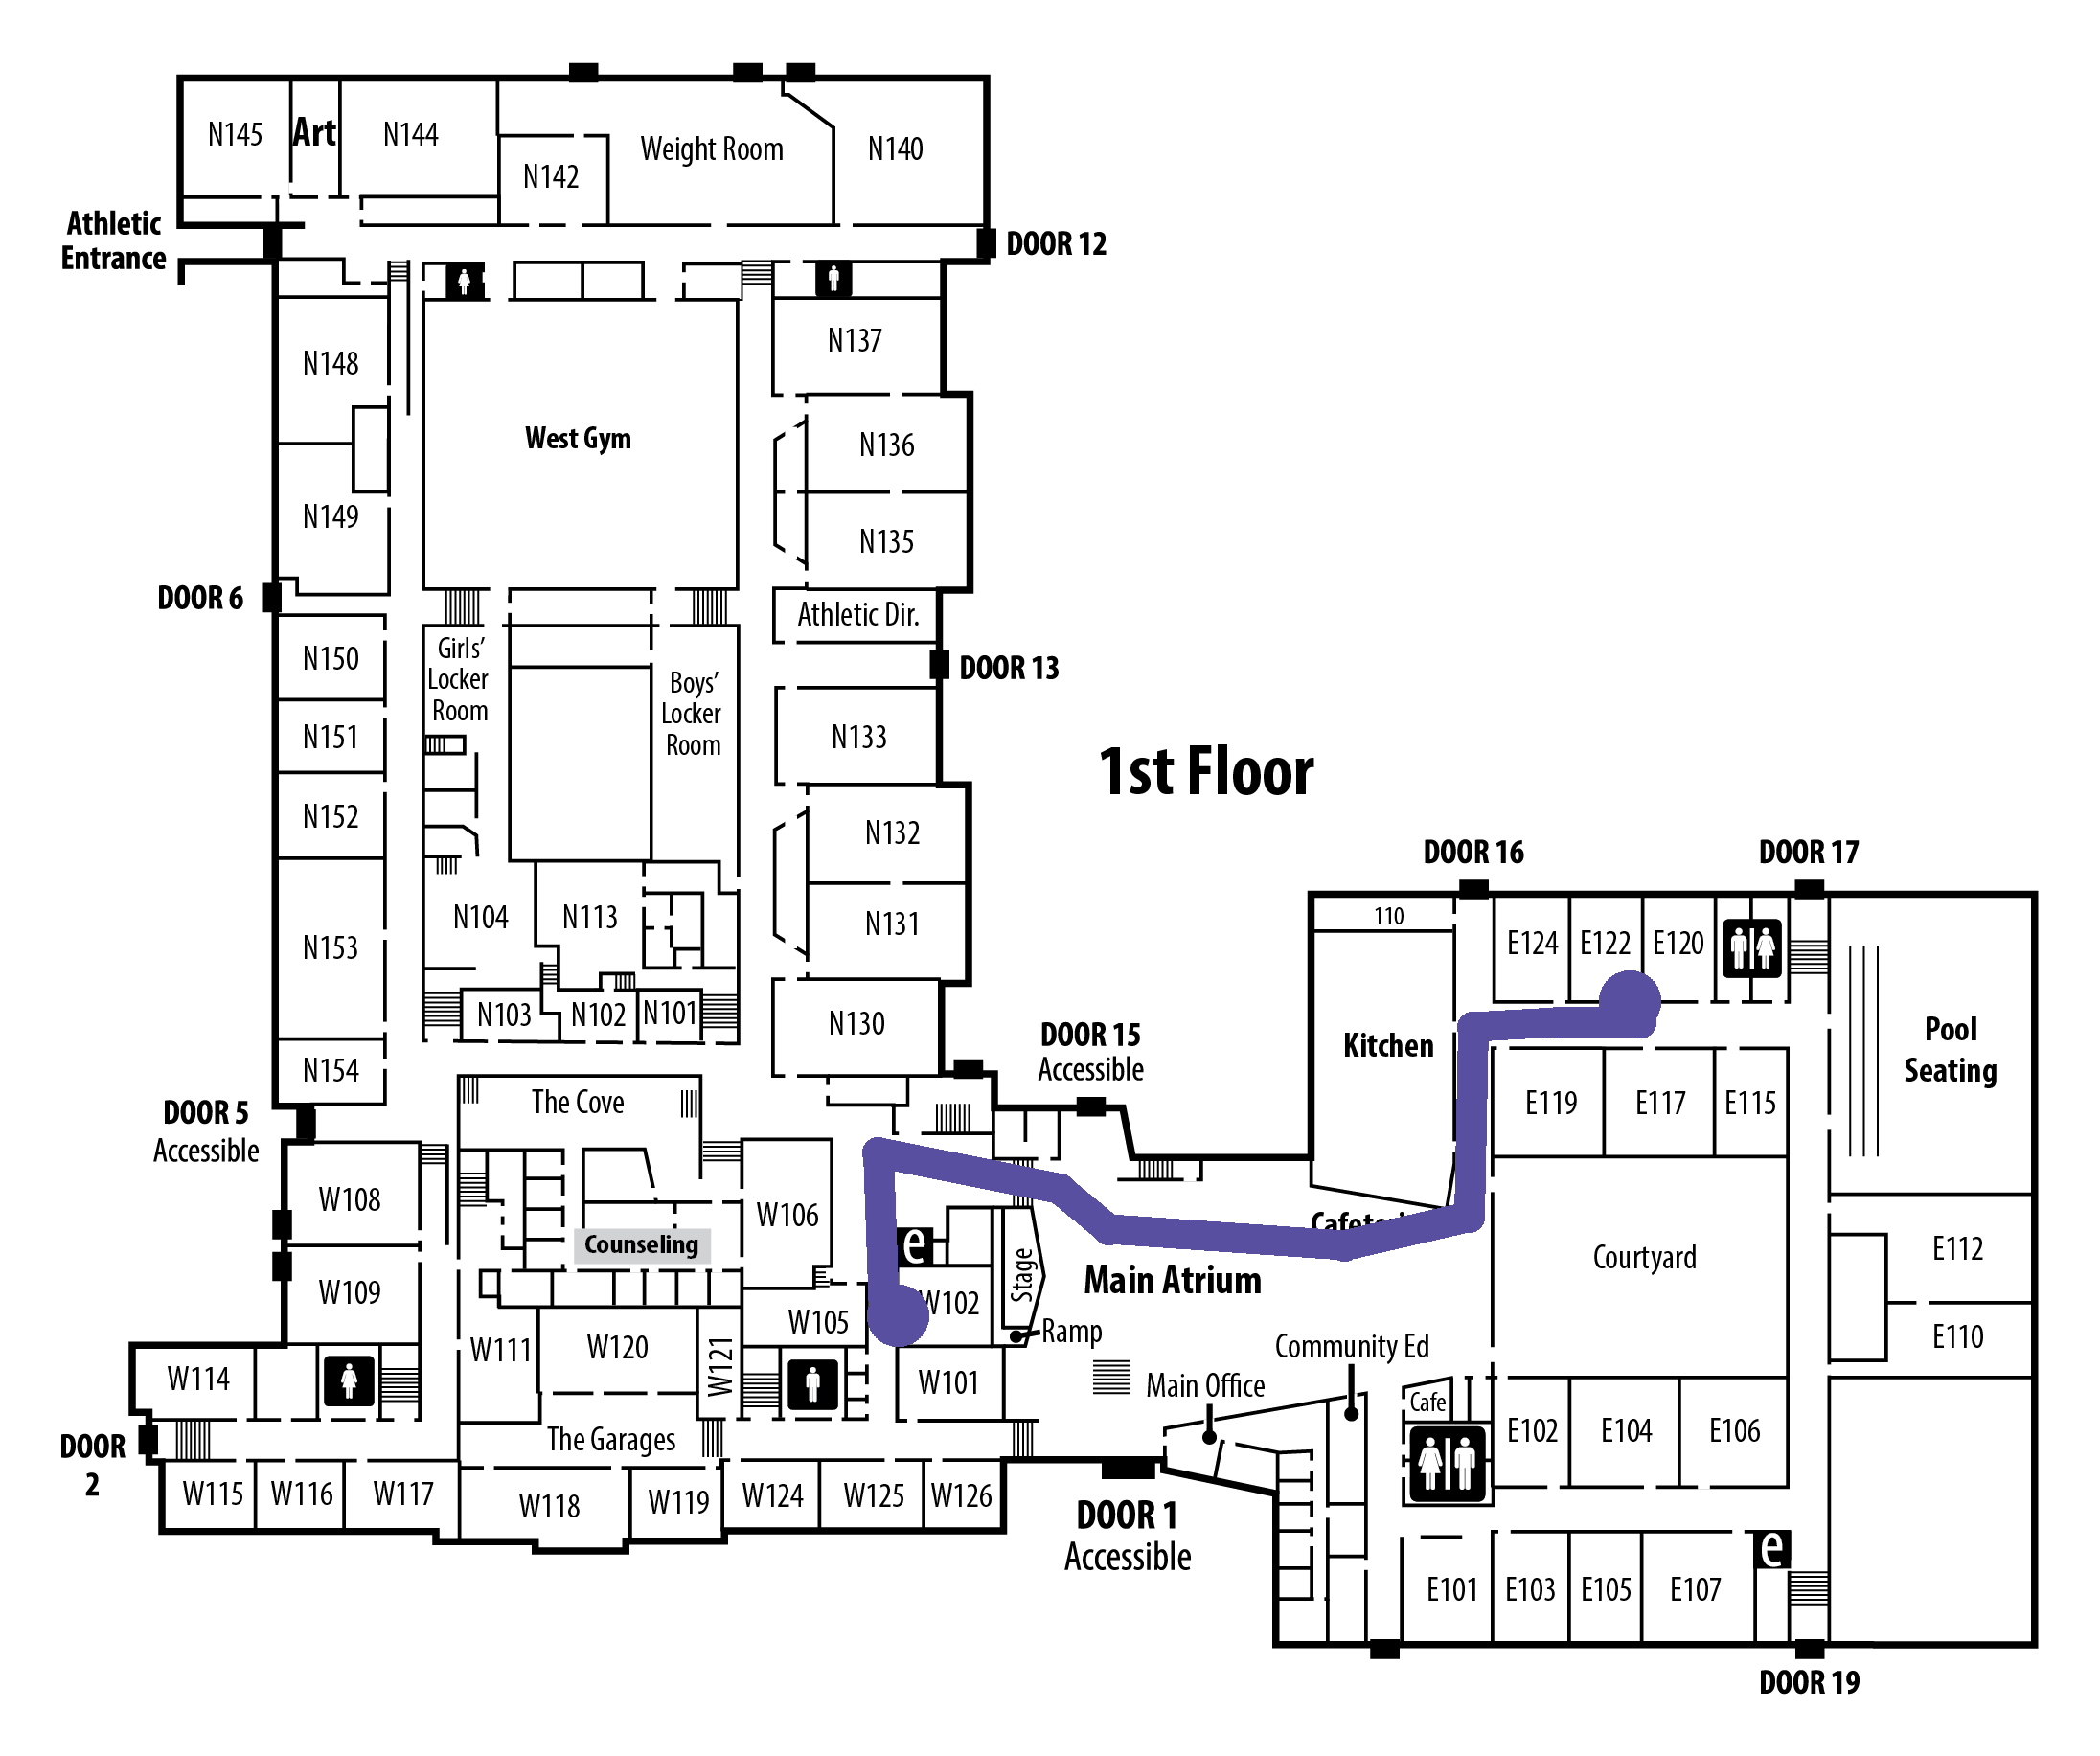 N145
Art
N144
N142
Weight Room
N140
Athletic
Entrance
DOOR 12
N148
N137
West Gym
N136
N149
N135
DOOR 6
Athletic Dir.
N150
Girls'
Locker
Room
Boys'
Locker
Room
DOOR 13
N151
N133
1st Floor
N152
N132
DOOR 16
DOOR 17
N104
N113
N131
110
N153
E124
E122
E120
N103
N102
N101
N130
DOOR 15
Accessible
Kitchen
Pool
Seating
N154
The Cove
E119
E117
E115
DOOR 5
Accessible
W108
W106
Counseling
e
Stage
Main Atrium
Courtyard
E112
W109
W105
W102
Ramp
E110
W111
W120
W121
Community Ed
W114
W101
Main Office
Cafe
DOOR
2
The Garages
E102
E104
E106
W115
W116
W117
W118
W119
W124
W125
W126
DOOR 1
Accessible
e
E101
E103
E105
E107
DOOR 19